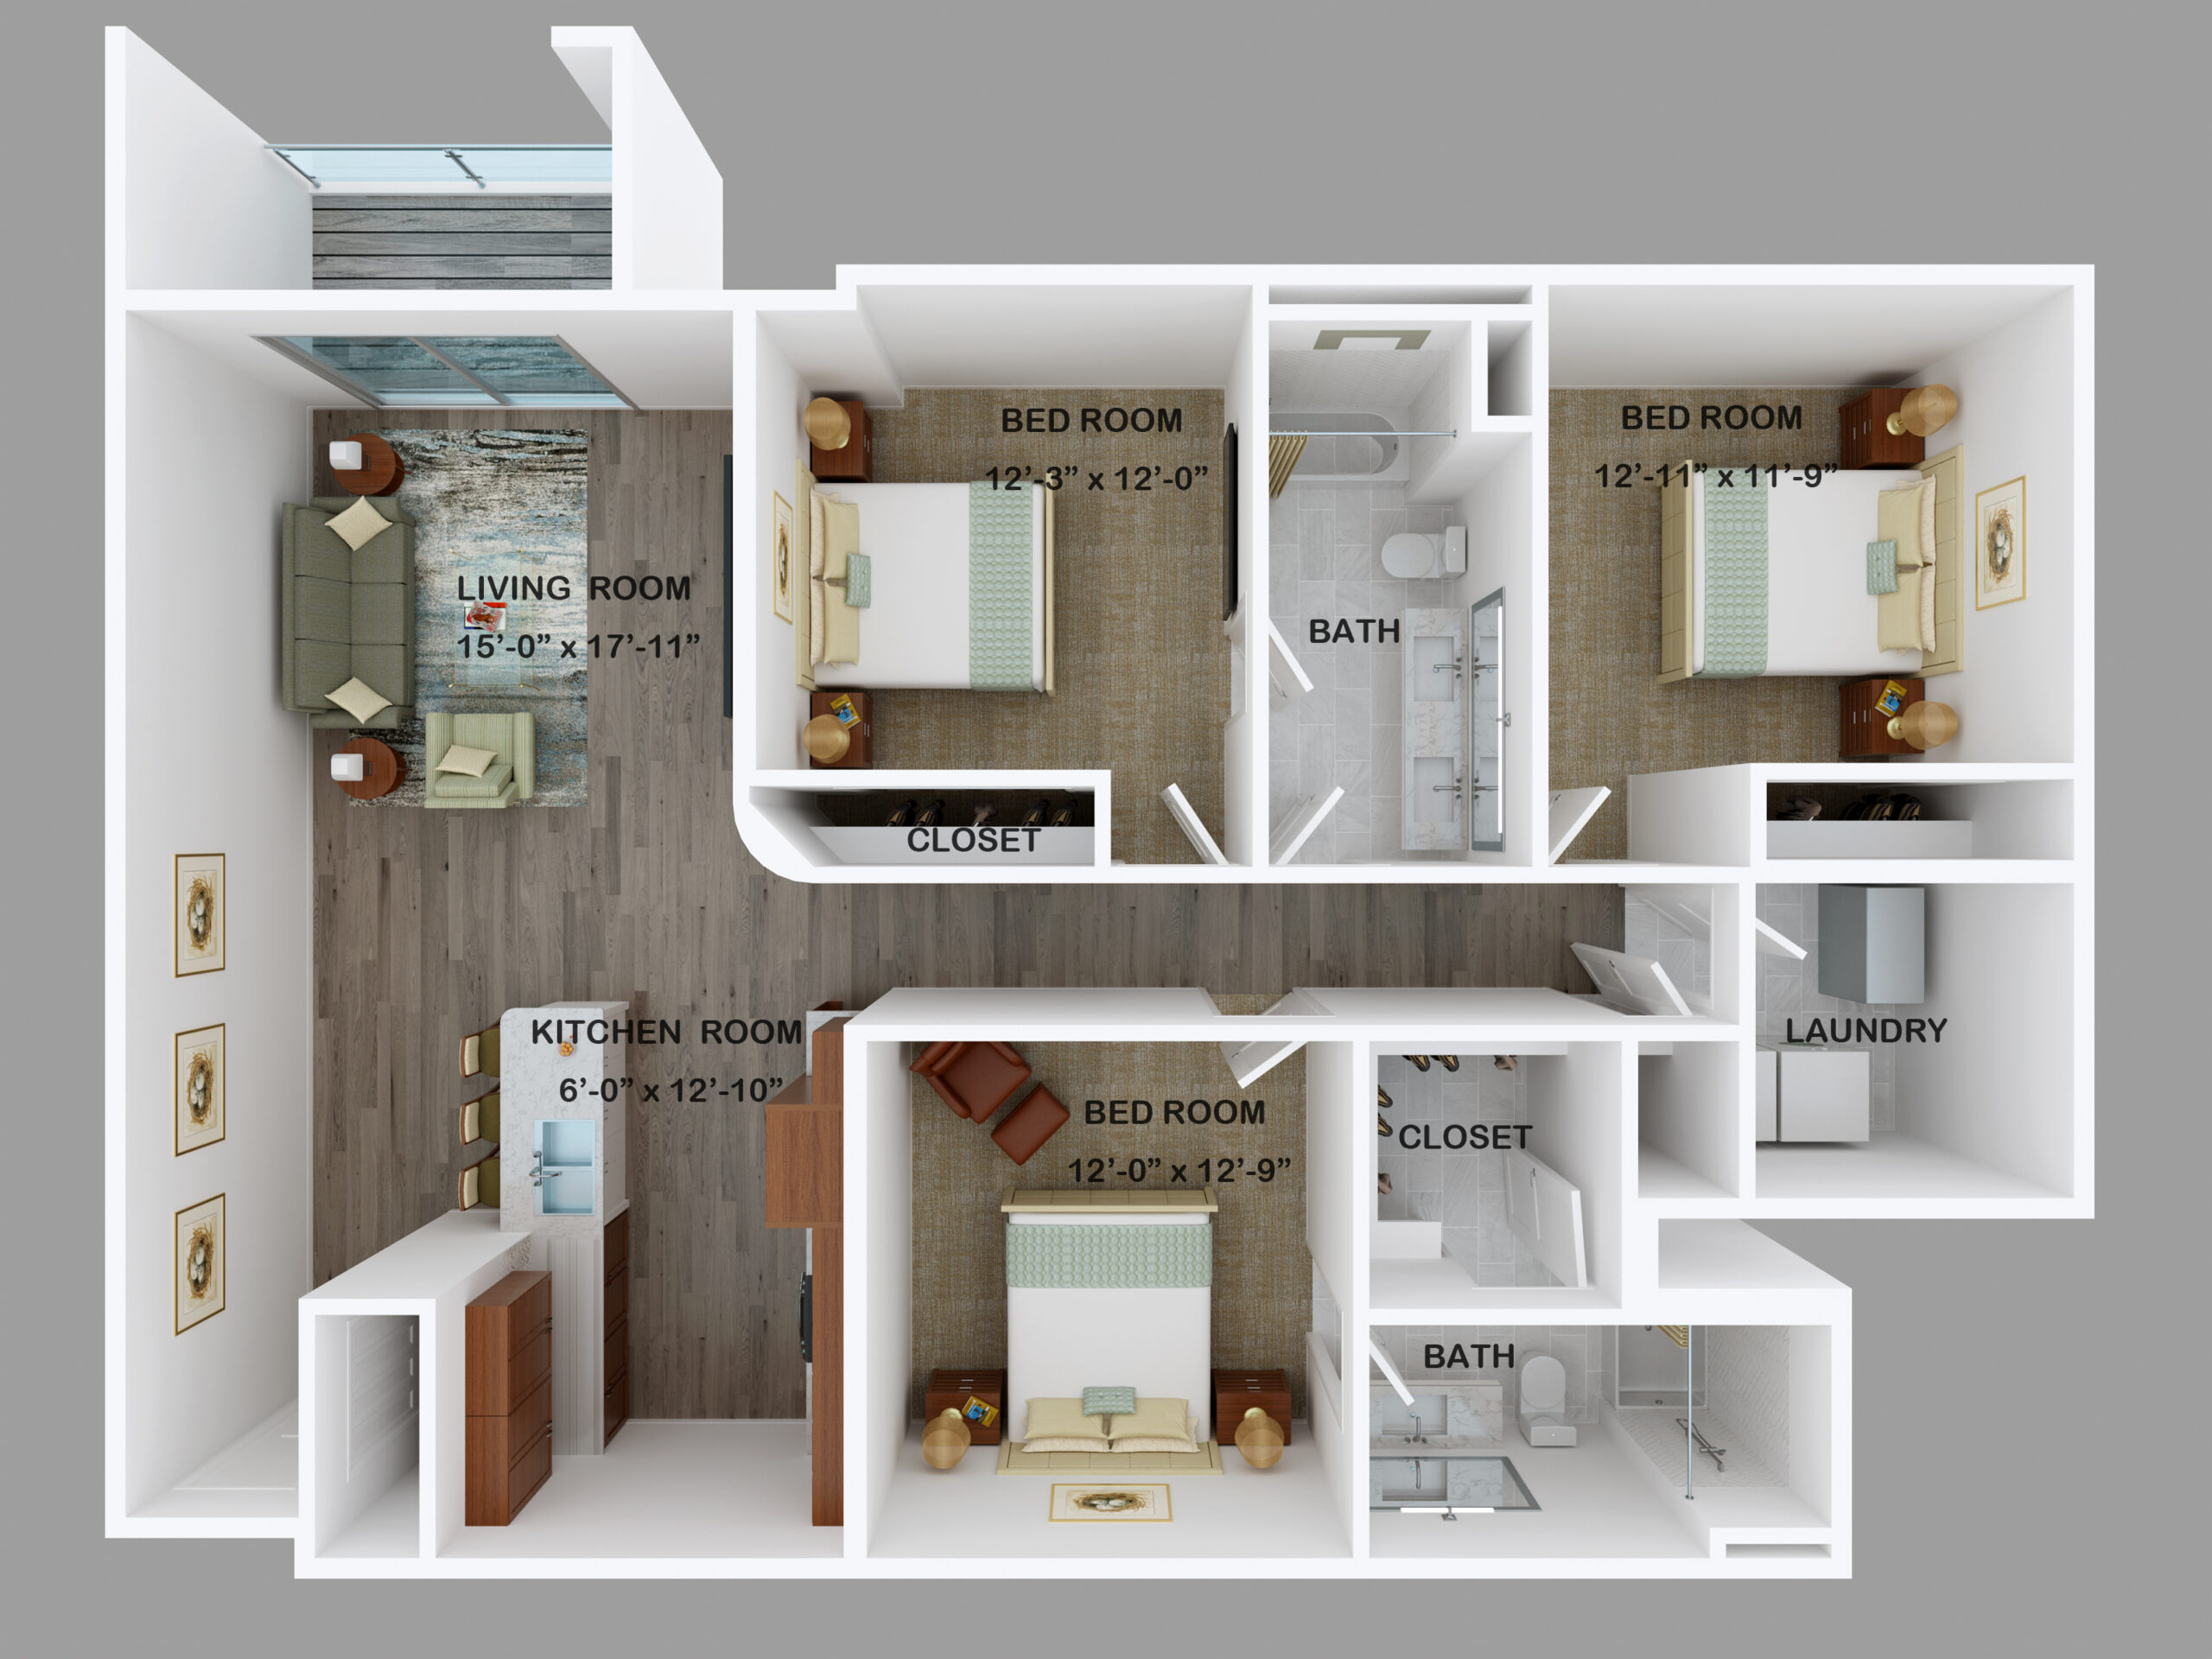 BED ROOM
12’-3” x 12’-0”
BED ROOM
12’-11” x 11’-9”
LIVING ROOM
15’-0” x 17’-11”
BATH
CLOSET
KITCHEN ROOM
6’-0” x 12’-10”
LAUNDRY
BED ROOM
12’-0” x 12’-9”
CLOSET
BATH